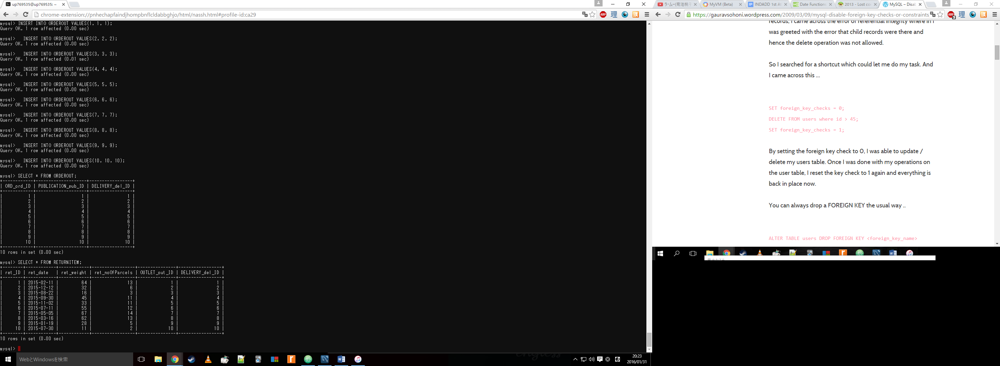 up769535@up769535: ~
chrome-extension://pnhechapfaindjhompbnflcldabbghjo/html/nassh.html#profile-id:ca29
mysql> INSERT INTO ORDEROUT VALUES(1, 1, 1);
Query OK, 1 row affected (0.00 sec)
mysql>   INSERT INTO ORDEROUT VALUES(2, 2, 2);
Query OK, 1 row affected (0.00 sec)
mysql>   INSERT INTO ORDEROUT VALUES(3, 3, 3);
Query OK, 1 row affected (0.01 sec)
mysql>   INSERT INTO ORDEROUT VALUES(4, 4, 4);
Query OK, 1 row affected (0.00 sec)
mysql>   INSERT INTO ORDEROUT VALUES(5, 5, 5);
Query OK, 1 row affected (0.00 sec)
mysql>   INSERT INTO ORDEROUT VALUES(6, 6, 6);
Query OK, 1 row affected (0.00 sec)
mysql>   INSERT INTO ORDEROUT VALUES(7, 7, 7);
Query OK, 1 row affected (0.00 sec)
mysql>   INSERT INTO ORDEROUT VALUES(8, 8, 8);
Query OK, 1 row affected (0.00 sec)
mysql>   INSERT INTO ORDEROUT VALUES(9, 9, 9);
Query OK, 1 row affected (0.00 sec)
mysql>   INSERT INTO ORDEROUT VALUES(10, 10, 10);
Query OK, 1 row affected (0.00 sec)
mysql> SELECT * FROM ORDEROUT;
| ORD_ord_ID | PUBLICATION_pub_ID | DELIVERY_del_ID |
| 1 | 1 | 1 |
| 2 | 2 | 2 |
| 3 | 3 | 3 |
| 4 | 4 | 4 |
| 5 | 5 | 5 |
| 6 | 6 | 6 |
| 7 | 7 | 7 |
| 8 | 8 | 8 |
| 9 | 9 | 9 |
| 10 | 10 | 10 |
10 rows in set (0.00 sec)
mysql> SELECT * FROM RETURNITEM;
| ret_ID | ret_date | ret_weight | ret_noOfParcels | OUTLET_out_ID | DELIVERY_del_ID |
| 1 | 2015-02-11 | 64 | 13 | 1 | 1 |
| 2 | 2015-12-12 | 32 | 6 | 2 | 2 |
| 3 | 2015-08-22 | 16 | 3 | 3 | 3 |
| 4 | 2015-09-30 | 45 | 11 | 4 | 4 |
| 5 | 2015-11-02 | 33 | 11 | 5 | 5 |
| 6 | 2015-07-11 | 55 | 12 | 6 | 6 |
| 7 | 2015-05-05 | 67 | 14 | 7 | 7 |
| 8 | 2015-03-16 | 62 | 13 | 8 | 8 |
| 9 | 2015-01-19 | 28 | 5 | 9 | 9 |
| 10 | 2015-07-30 | 11 | 2 | 10 | 10 |
10 rows in set (0.00 sec)
mysql>
WebとWindowsを検索
20:23
2016/01/31
ラ・ムー(菊池桃子 MyVM (Beta) INDADD 1st At Date Functions 2013 - Lost co MySQL – Disab
https://gauravsohoni.wordpress.com/2009/03/09/mysql-disable-foreign-key-checks-or-constraints
records, I came across the error of referential integrity where in I
was greeted with the error that child records were there and
hence the delete operation was not allowed.
So I searched for a shortcut which could let me do my task. And
I came across this …
SET foreign_key_checks = 0;
DELETE FROM users where id > 45;
SET foreign_key_checks = 1;
By setting the foreign key check to 0, I was able to update /
delete my users table. Once I was done with my operations on
the user table, I reset the key check to 1 again and everything is
back in place now.
You can always drop a FOREIGN KEY the usual way ..
ALTER TABLE users DROP FOREIGN KEY <foreign_key_name>